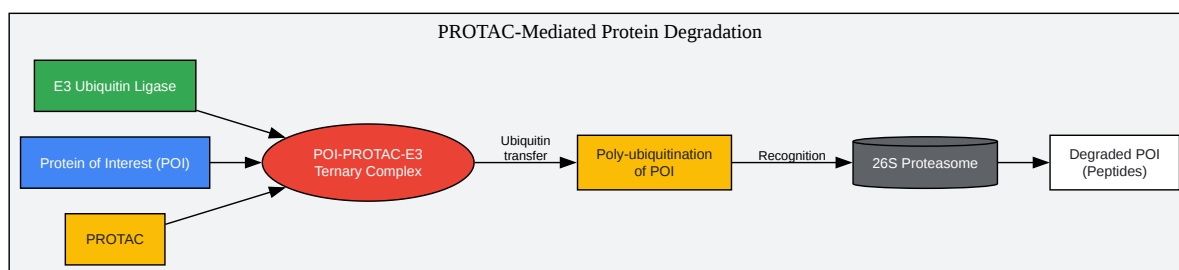 PROTAC-Mediated Protein Degradation
E3 Ubiquitin Ligase
Protein of Interest (POI)
PROTAC
POI-PROTAC-E3
Ternary Complex
Ubiquitin
transfer
Poly-ubiquitination
of POI
Recognition
26S Proteasome
Degraded POI
(Peptides)